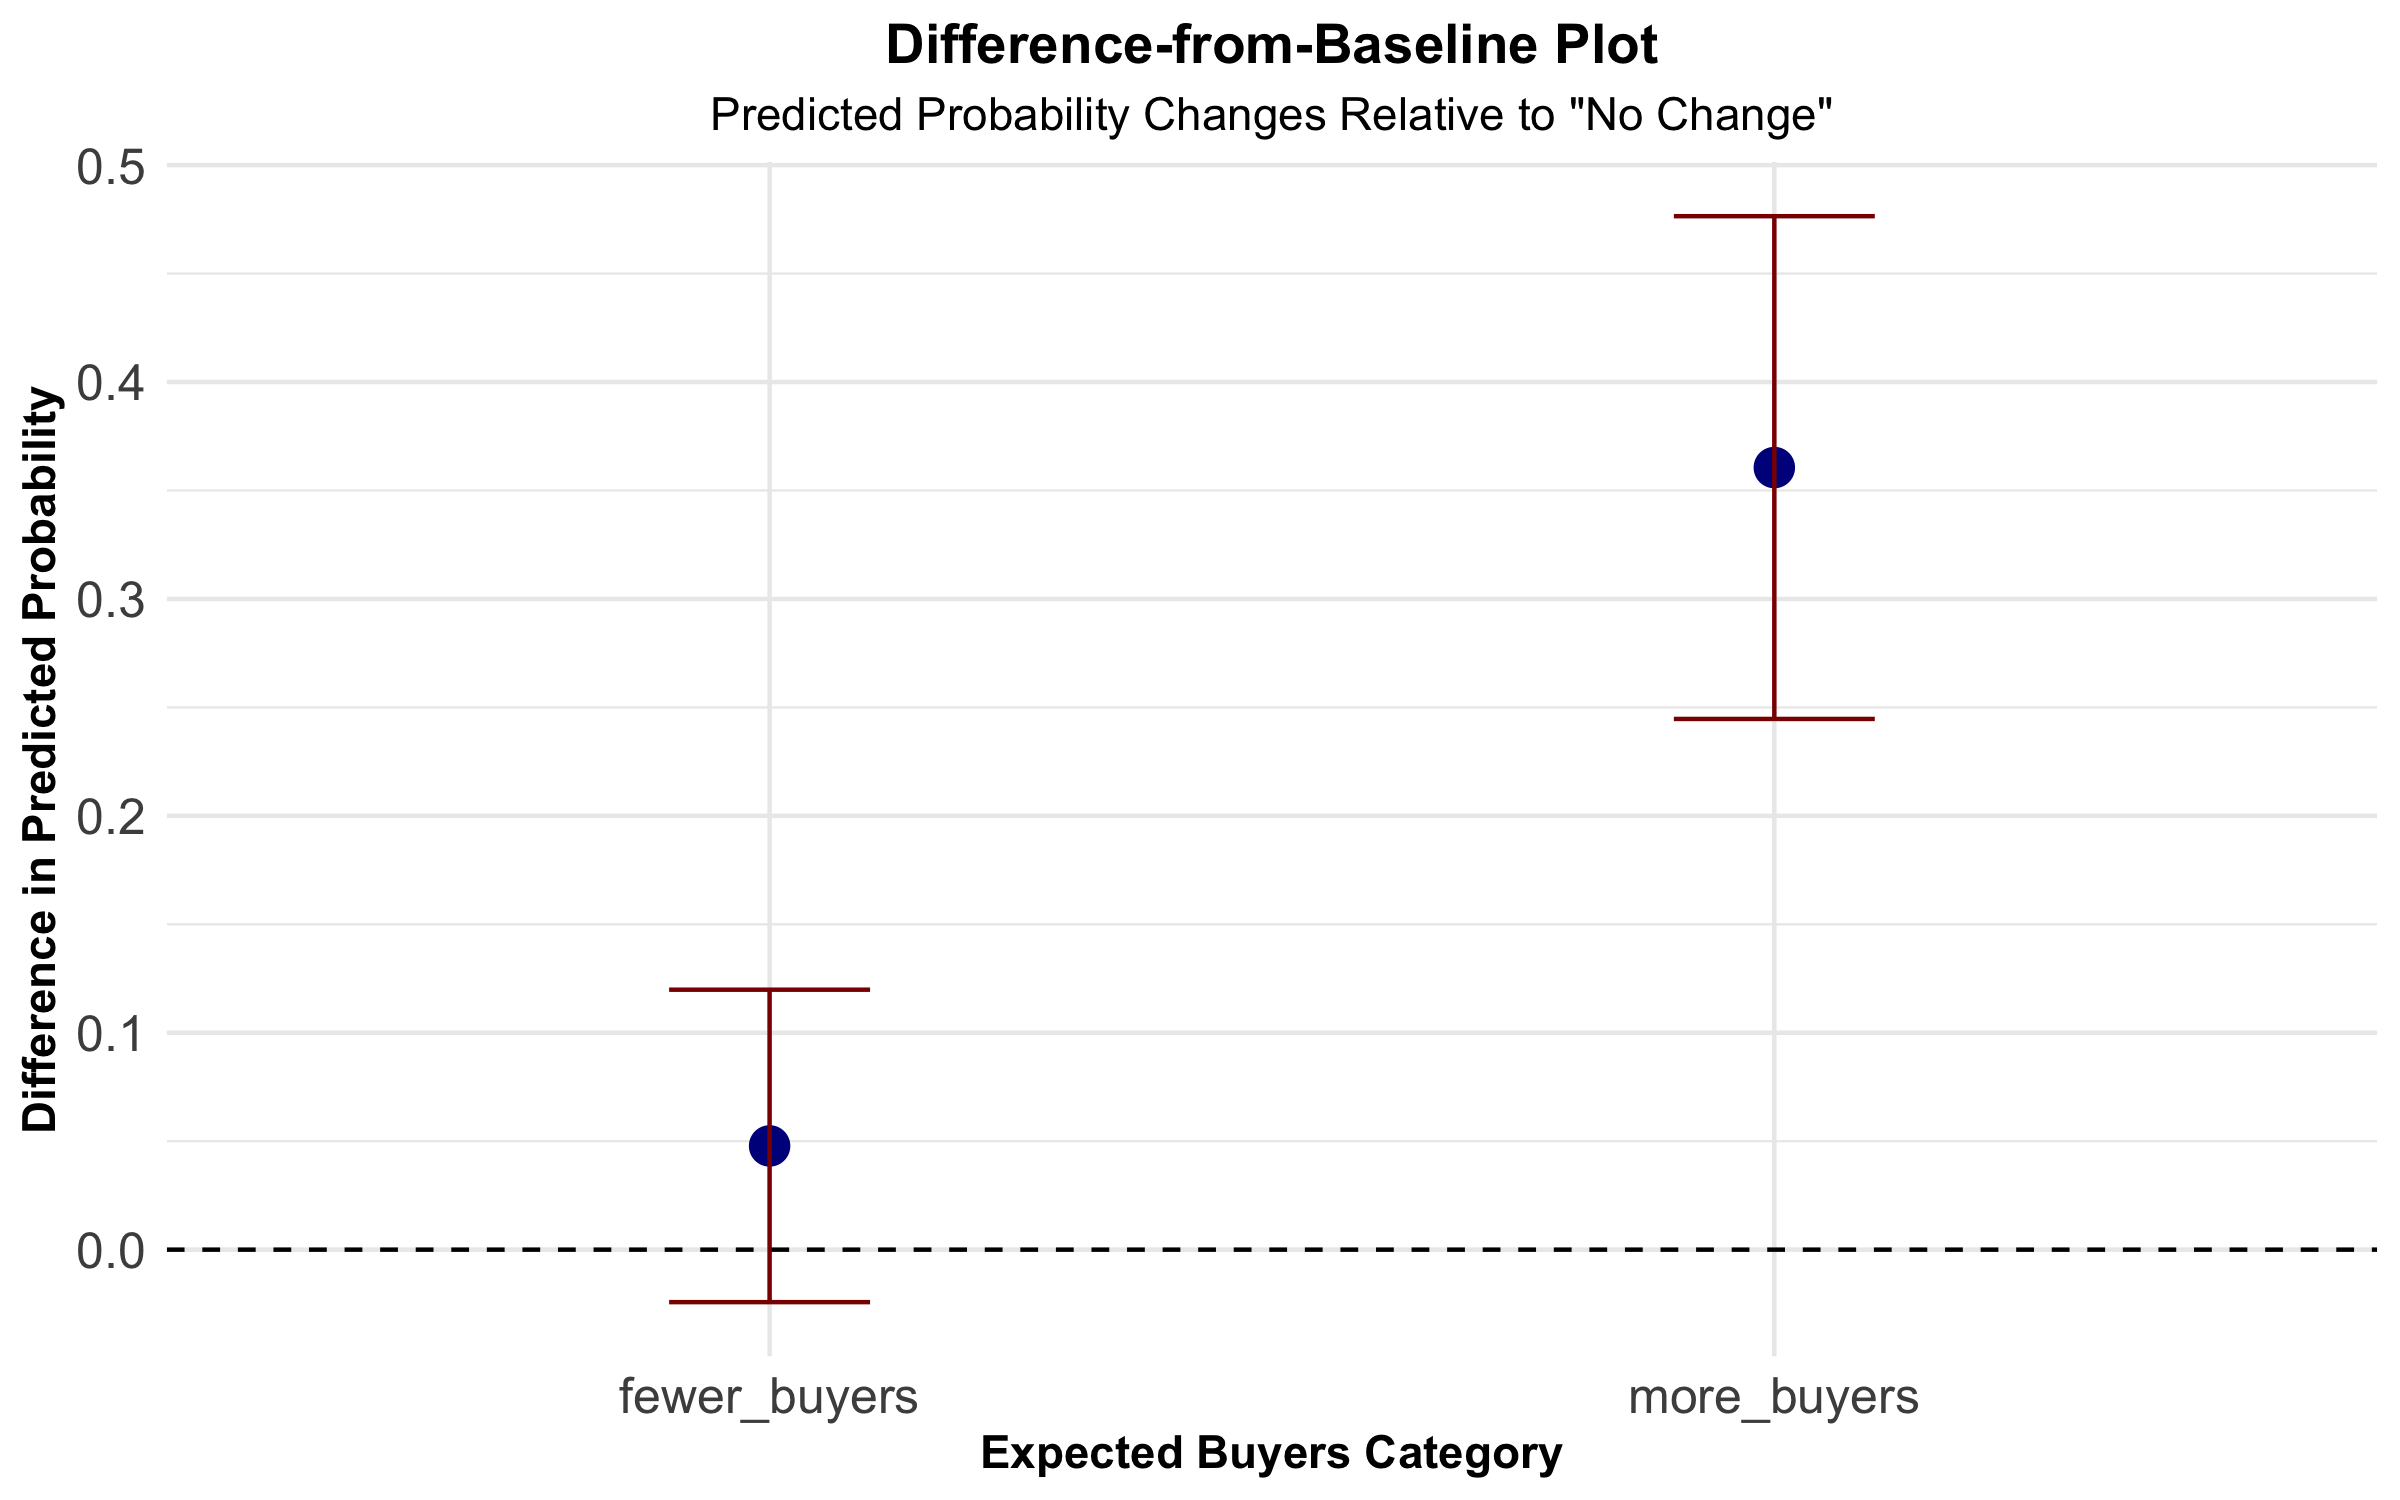 Difference-from-Baseline Plot
Predicted Probability Changes Relative to "No Change"
Difference in Predicted Probability
0.5
0.4
0.3
0.2
0.1
0.0
fewer_buyers
more_buyers
Expected Buyers Category